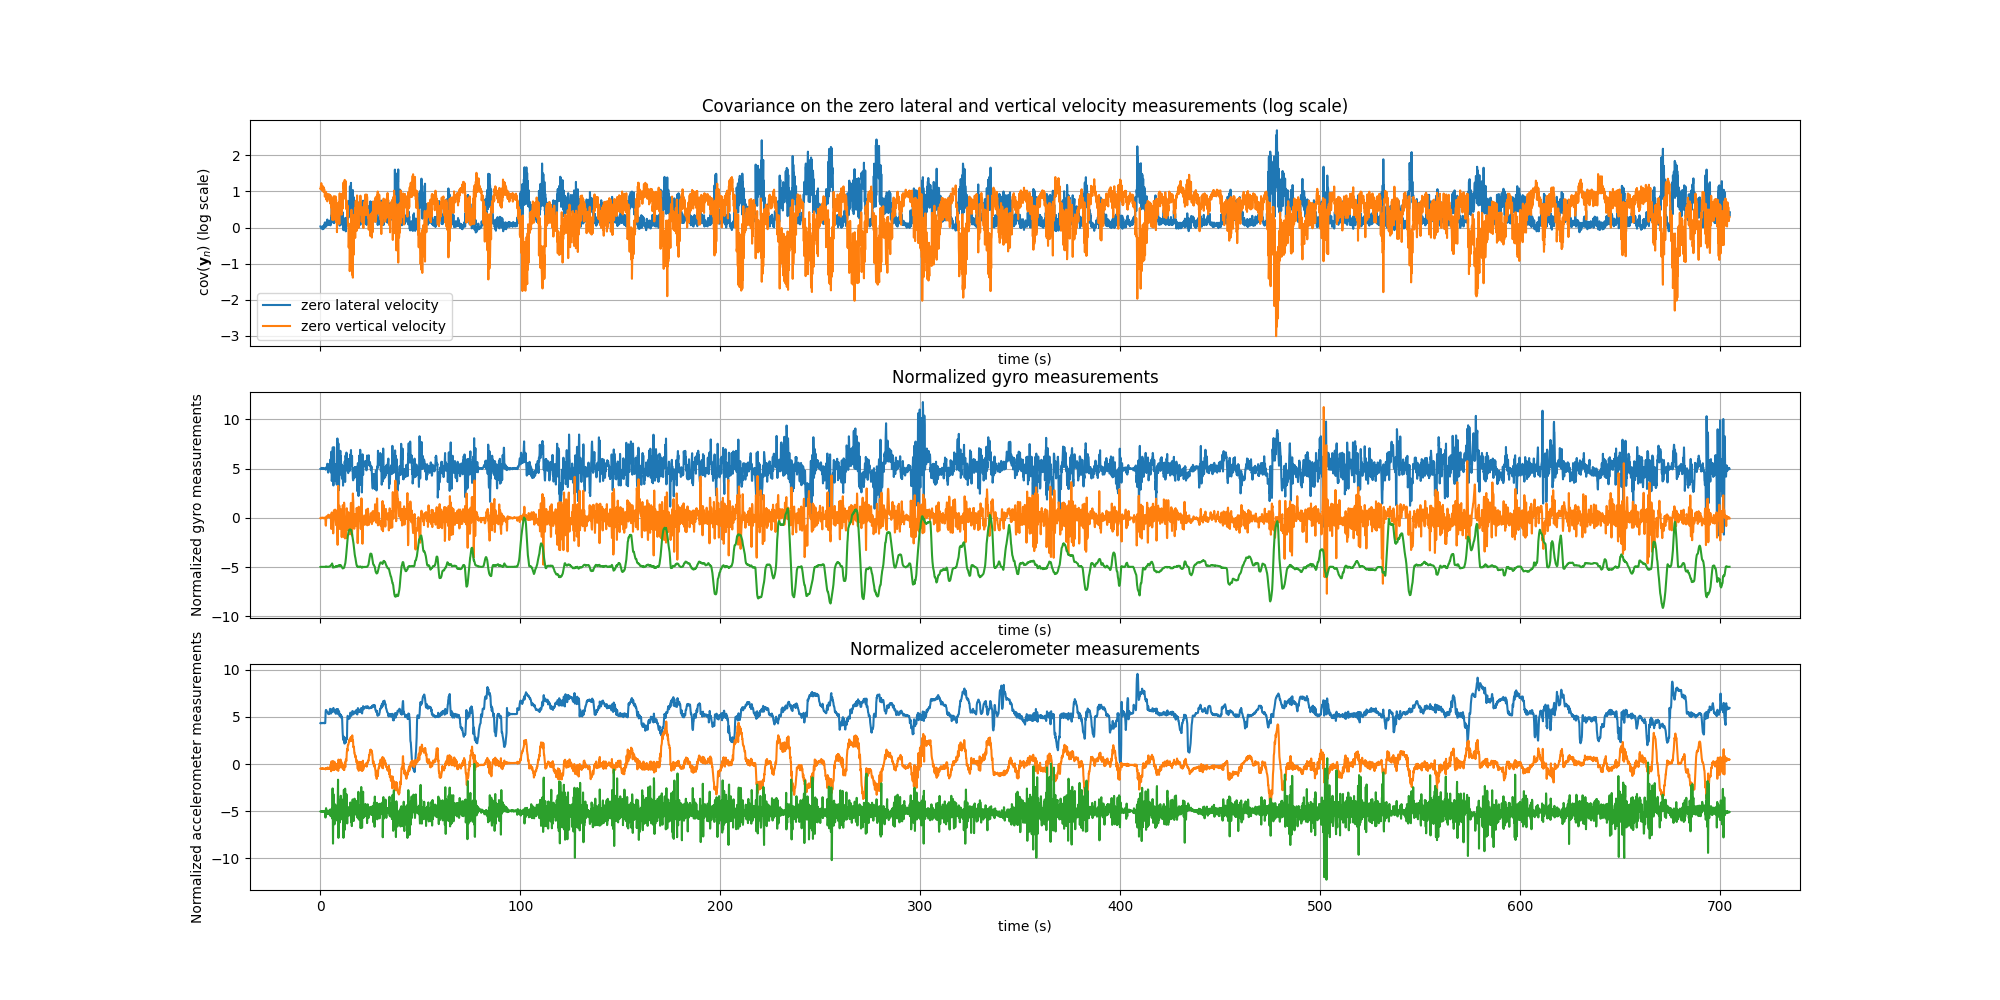 Covariance on the zero lateral and vertical velocity measurements (log scale)
cov(𝐲ₙ) (log scale)
2
1
0
−1
−2
−3
zero lateral velocity
zero vertical velocity
time (s)
Normalized gyro measurements
Normalized gyro measurements
10
5
0
−5
−10
time (s)
Normalized accelerometer measurements
Normalized accelerometer measurements
10
5
0
−5
−10
0 100 200 300 400 500 600 700
time (s)